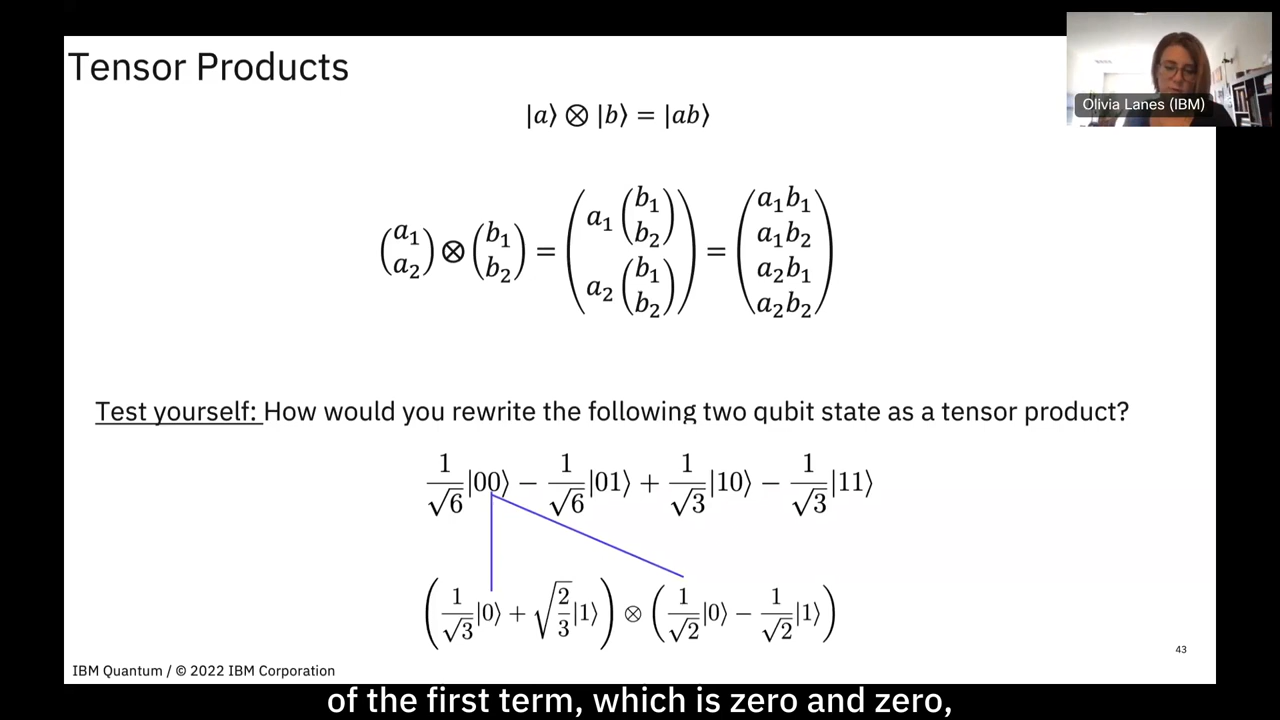 Tensor Products
Olivia Lanes (IBM)
|a⟩ ⊗ |b⟩ = |ab⟩
(a₁ a₂) ⊗ (b₁ b₂) = (a₁ (b₁ b₂) a₂ (b₁ b₂)) = (a₁b₁ a₁b₂ a₂b₁ a₂b₂)
Test yourself: How would you rewrite the following two qubit state as a tensor product?
1/√6 |00⟩ − 1/√6 |01⟩ + 1/√3 |10⟩ − 1/√3 |11⟩
(1/√3 |0⟩ + √(2/3) |1⟩) ⊗ (1/√2 |0⟩ − 1/√2 |1⟩)
43
IBM Quantum / © 2022 IBM Corporation
of the first term, which is zero and zero,